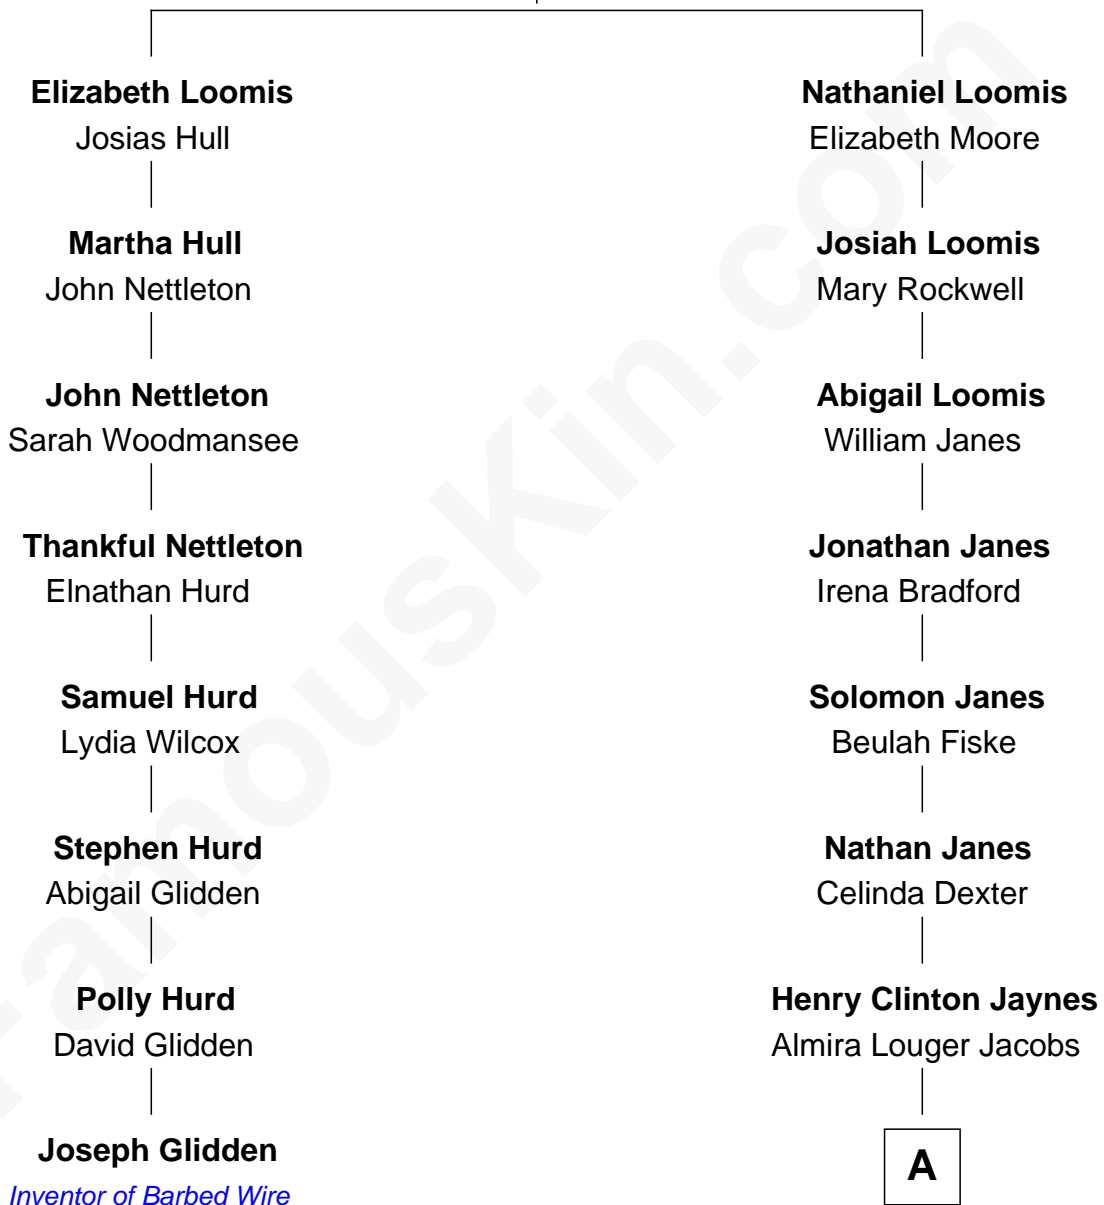 Elizabeth Loomis
Josias Hull
Martha Hull
John Nettleton
John Nettleton
Sarah Woodmansee
Thankful Nettleton
Elnathan Hurd
Samuel Hurd
Lydia Wilcox
Stephen Hurd
Abigail Glidden
Polly Hurd
David Glidden
Joseph Glidden
Inventor of Barbed Wire
Nathaniel Loomis
Elizabeth Moore
Josiah Loomis
Mary Rockwell
Abigail Loomis
William Janes
Jonathan Janes
Irena Bradford
Solomon Janes
Beulah Fiske
Nathan Janes
Celinda Dexter
Henry Clinton Jaynes
Almira Louger Jacobs
A
FamousKin.com